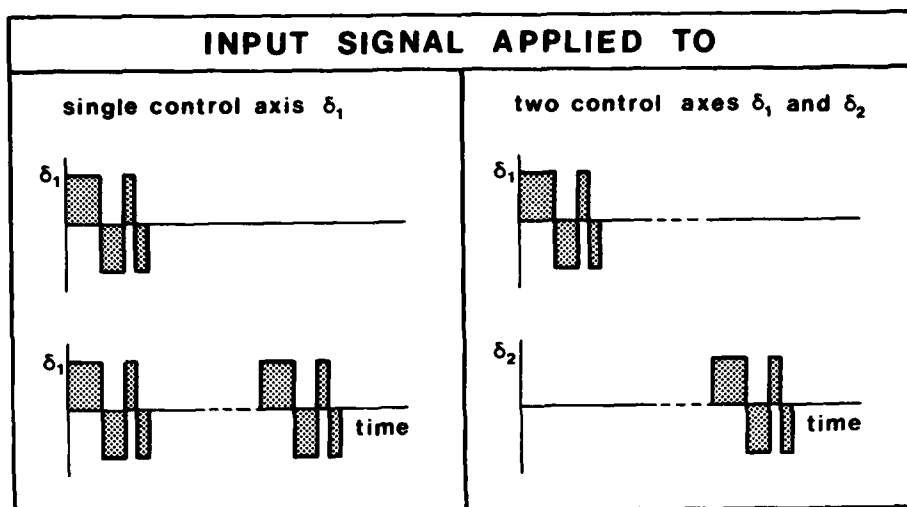 INPUT SIGNAL APPLIED TO
single control axis δ₁
δ₁
δ₁
time
two control axes δ₁ and δ₂
δ₁
δ₂
time